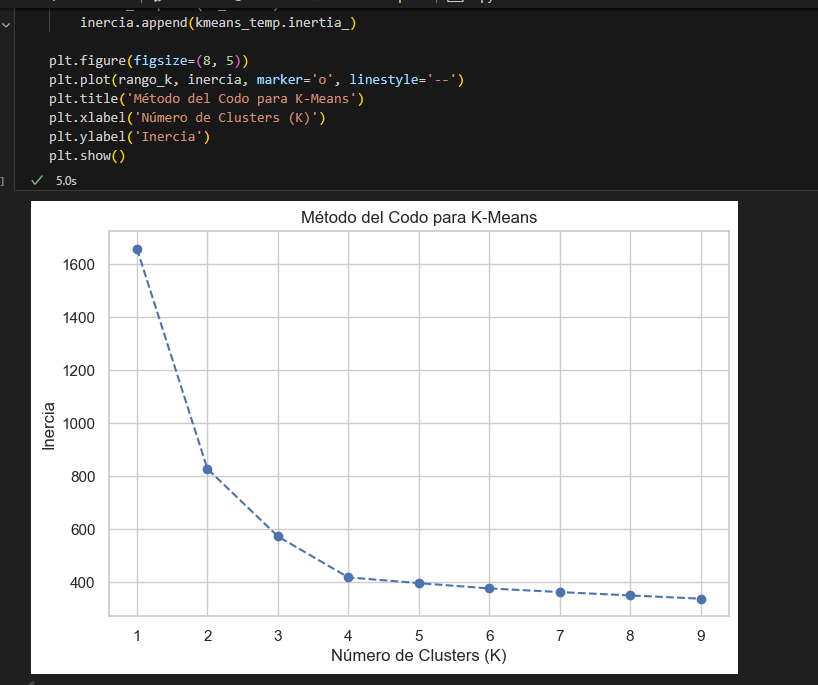 inercia.append(kmeans_temp.inertia_)
plt.figure(figsize=(8, 5))
plt.plot(rango_k, inercia, marker='o', linestyle='--')
plt.title('Método del Codo para K-Means')
plt.xlabel('Número de Clusters (K)')
plt.ylabel('Inercia')
plt.show()
]
5.0s
Método del Codo para K-Means
1600
1400
1200
1000
800
600
400
Inercia
1 2 3 4 5 6 7 8 9
Número de Clusters (K)